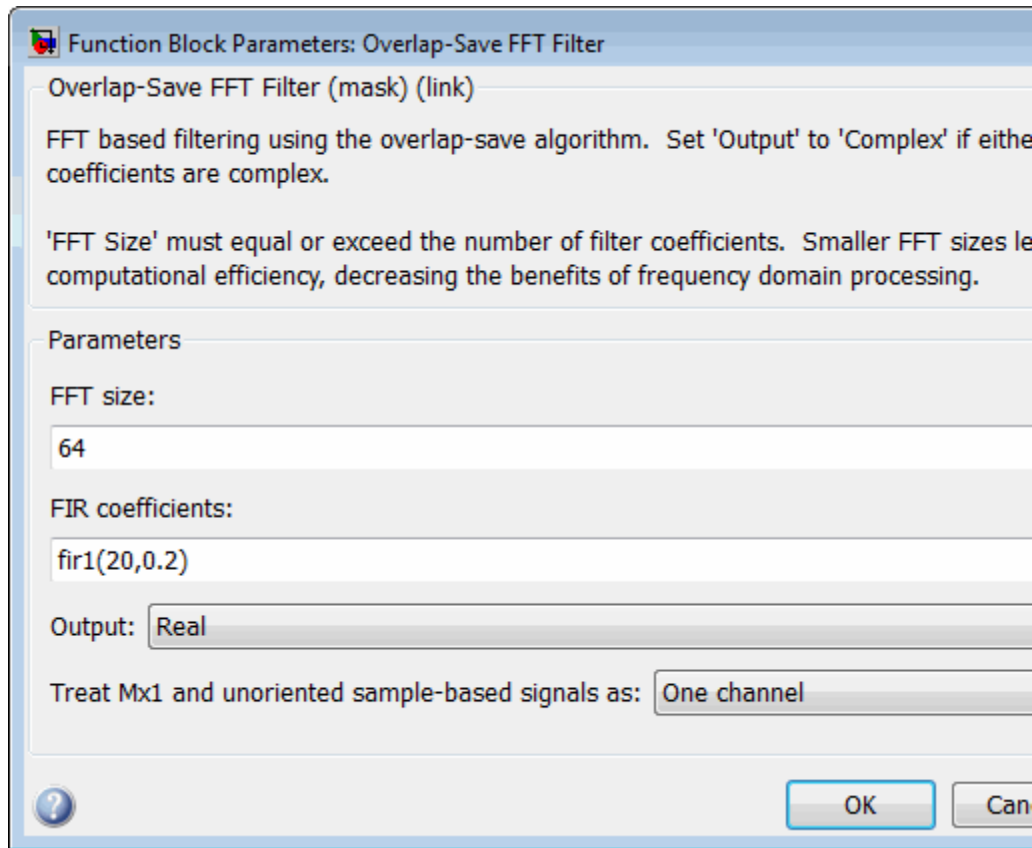 Function Block Parameters: Overlap-Save FFT Filter
Overlap-Save FFT Filter (mask) (link)
FFT based filtering using the overlap-save algorithm.  Set 'Output' to 'Complex' if eithe
coefficients are complex.
'FFT Size' must equal or exceed the number of filter coefficients.  Smaller FFT sizes le
computational efficiency, decreasing the benefits of frequency domain processing.
Parameters
FFT size:
64
FIR coefficients:
fir1(20,0.2)
Output: Real
Treat Mx1 and unoriented sample-based signals as: One channel
? OK Can